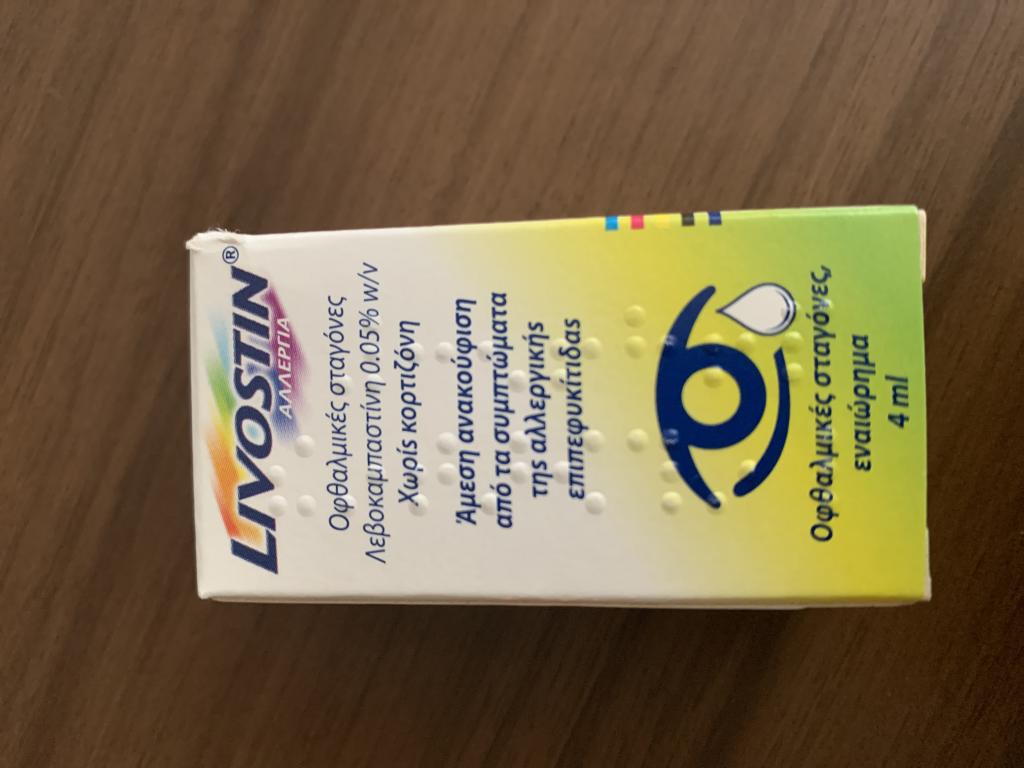 LIVOSTIN®
ΑΛΛΕΡΓΙΑ
Οφθαλμικές σταγόνες
Λεβοκαμπαστίνη 0.05% w/v
Χωρίς κορτιζόνη
Άμεση ανακούφιση
από τα συμπτώματα
της αλλεργικής
επιπεφυκίτιδας
Οφθαλμικές σταγόνες,
εναιώρημα
4 ml